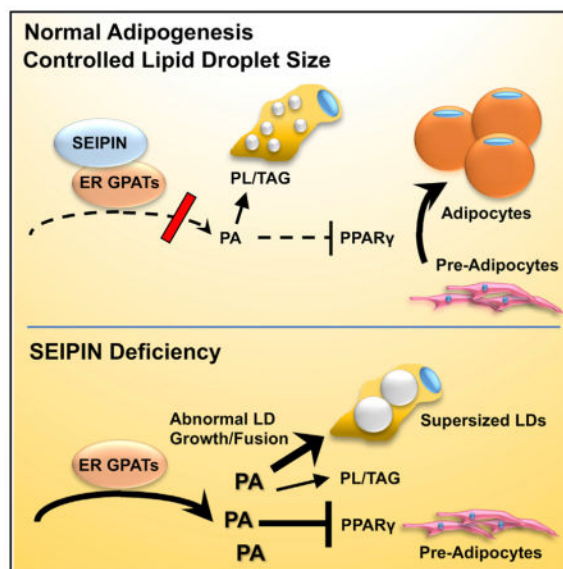 Normal Adipogenesis
Controlled Lipid Droplet Size
SEIPIN
ER GPATs
PL/TAG
PA
PPARγ
Adipocytes
Pre-Adipocytes
SEIPIN Deficiency
Abnormal LD
Growth/Fusion
Supersized LDs
ER GPATs
PA
PL/TAG
PA
PPARγ
PA
Pre-Adipocytes